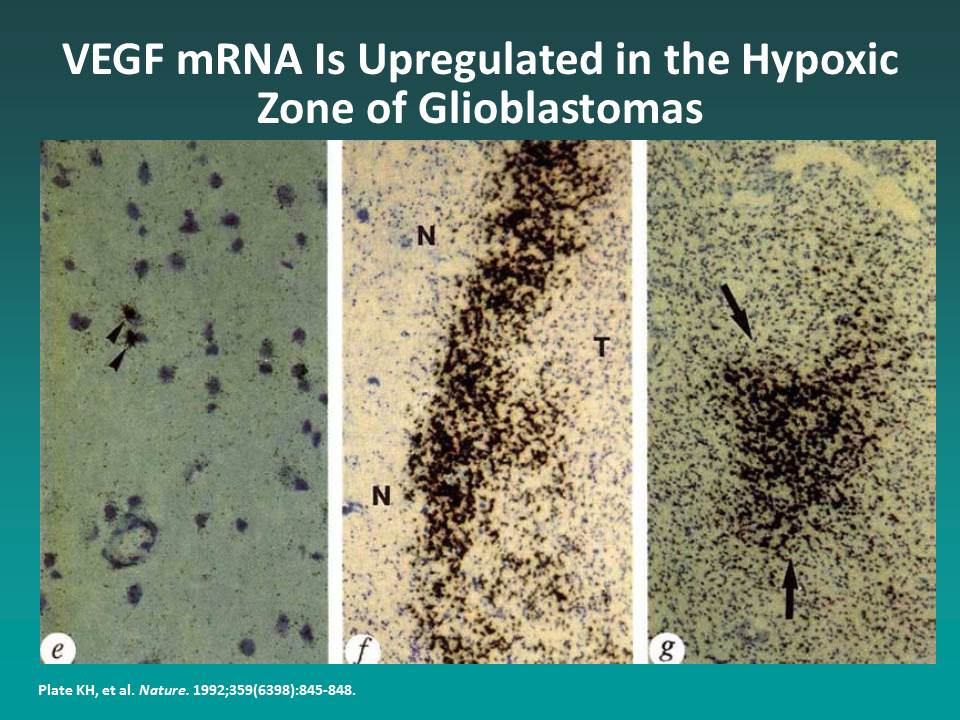 VEGF mRNA Is Upregulated in the Hypoxic
Zone of Glioblastomas
N
T
N
e
f
g
Plate KH, et al. Nature. 1992;359(6398):845-848.